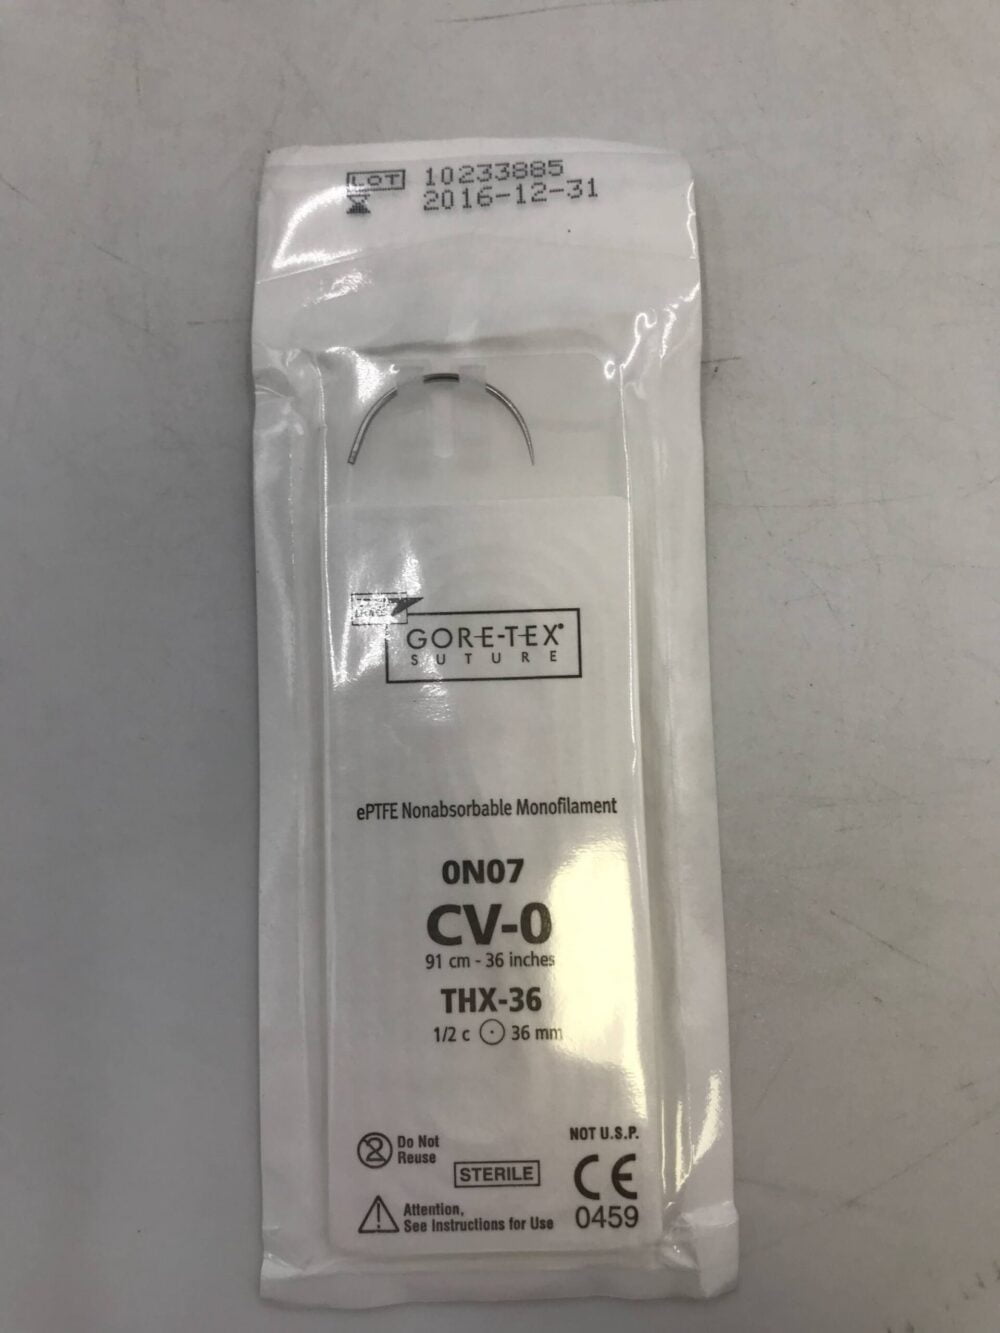 LOT 10233885
2016-12-31
GORE-TEX®
SUTURE
ePTFE Nonabsorbable Monofilament
0N07
CV-0
91 cm - 36 inches
THX-36
1/2 c 36 mm
NOT U.S.P.
Do Not
Reuse
STERILE
CE
Attention,
See Instructions for Use
0459